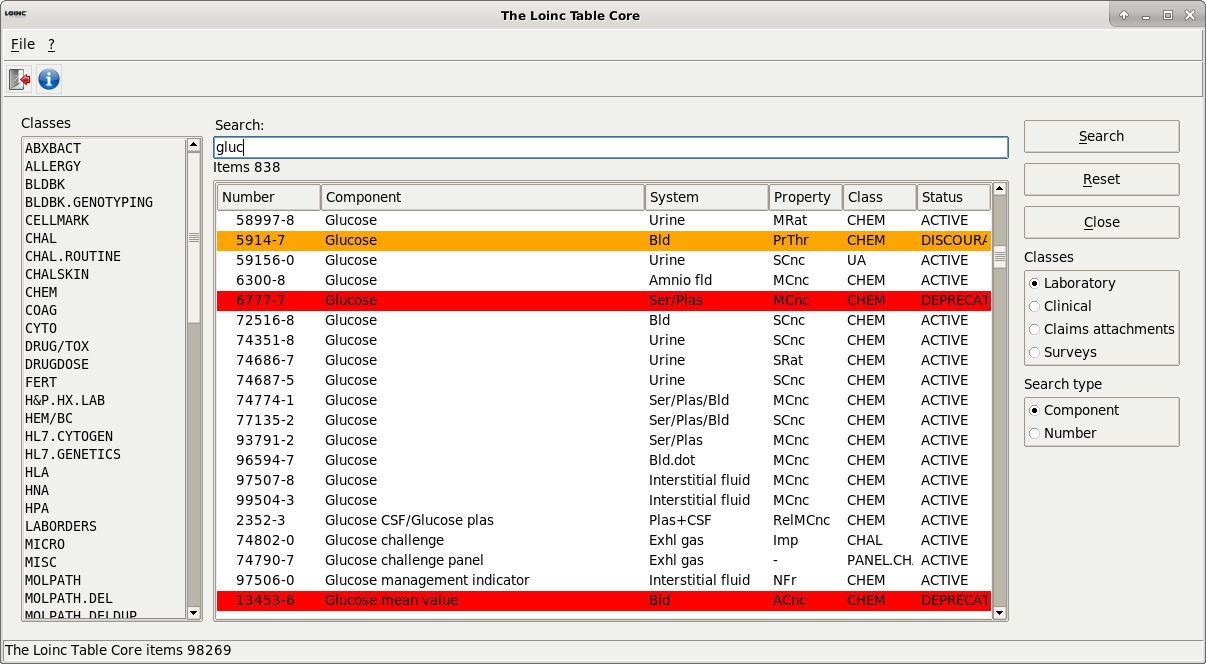 LOINC
The Loinc Table Core
File ?
Classes
ABXBACT
ALLERGY
BLDBK
BLDBK.GENOTYPING
CELLMARK
CHAL
CHAL.ROUTINE
CHALSKIN
CHEM
COAG
CYTO
DRUG/TOX
DRUGDOSE
FERT
H&P.HX.LAB
HEM/BC
HL7.CYTOGEN
HL7.GENETICS
HLA
HNA
HPA
LABORDERS
MICRO
MISC
MOLPATH
MOLPATH.DEL
MOLPATH.DELDUP
Search:
gluc
Items 838
Number Component System Property Class Status
58997-8 Glucose Urine MRat CHEM ACTIVE
5914-7 Glucose Bld PrThr CHEM DISCOURA
59156-0 Glucose Urine SCnc UA ACTIVE
6300-8 Glucose Amnio fld MCnc CHEM ACTIVE
6777-7 Glucose Ser/Plas MCnc CHEM DEPRECAT
72516-8 Glucose Bld SCnc CHEM ACTIVE
74351-8 Glucose Urine SCnc CHEM ACTIVE
74686-7 Glucose Urine SRat CHEM ACTIVE
74687-5 Glucose Urine SCnc CHEM ACTIVE
74774-1 Glucose Ser/Plas/Bld MCnc CHEM ACTIVE
77135-2 Glucose Ser/Plas/Bld SCnc CHEM ACTIVE
93791-2 Glucose Ser/Plas MCnc CHEM ACTIVE
96594-7 Glucose Bld.dot MCnc CHEM ACTIVE
97507-8 Glucose Interstitial fluid MCnc CHEM ACTIVE
99504-3 Glucose Interstitial fluid MCnc CHEM ACTIVE
2352-3 Glucose CSF/Glucose plas Plas+CSF RelMCnc CHEM ACTIVE
74802-0 Glucose challenge Exhl gas Imp CHAL ACTIVE
74790-7 Glucose challenge panel Exhl gas - PANEL.CH. ACTIVE
97506-0 Glucose management indicator Interstitial fluid NFr CHEM ACTIVE
13453-6 Glucose mean value Bld ACnc CHEM DEPRECAT
Search
Reset
Close
Classes
Laboratory
Clinical
Claims attachments
Surveys
Search type
Component
Number
The Loinc Table Core items 98269